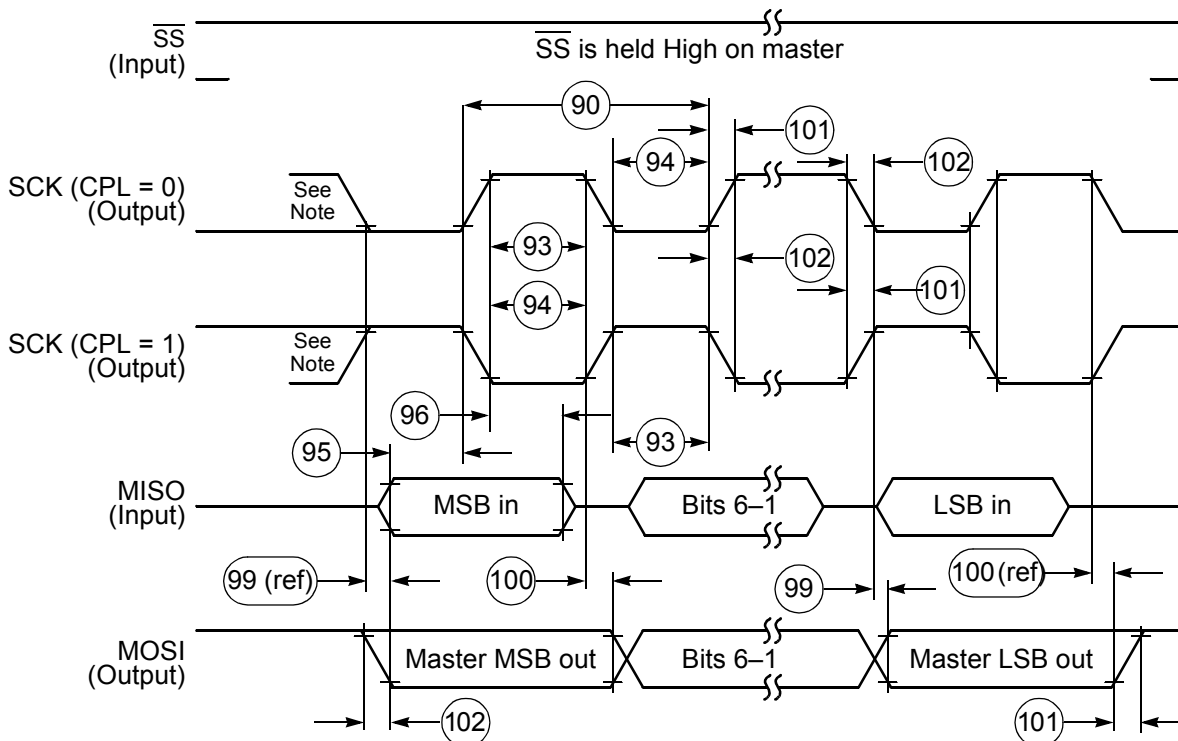 SS
(Input)
SS is held High on master
90
101
94
102
SCK (CPL = 0)
(Output)
See
Note
93
102
94
101
SCK (CPL = 1)
(Output)
See
Note
96
93
95
MISO
(Input)
MSB in
Bits 6–1
LSB in
99 (ref)
100
99
100 (ref)
MOSI
(Output)
Master MSB out
Bits 6–1
Master LSB out
102
101